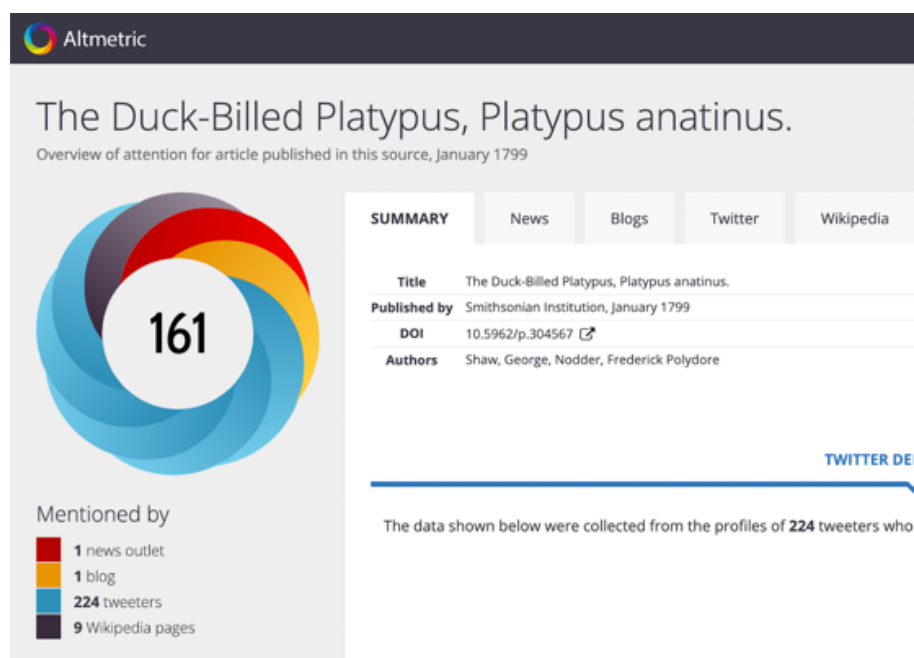 Altmetric
The Duck-Billed Platypus, Platypus anatinus.
Overview of attention for article published in this source, January 1799
161
SUMMARY News Blogs Twitter Wikipedia
Title The Duck-Billed Platypus, Platypus anatinus.
Published by Smithsonian Institution, January 1799
DOI 10.5962/p.304567
Authors Shaw, George, Nodder, Frederick Polydore
TWITTER DE
The data shown below were collected from the profiles of 224 tweeters who
Mentioned by
1 news outlet
1 blog
224 tweeters
9 Wikipedia pages